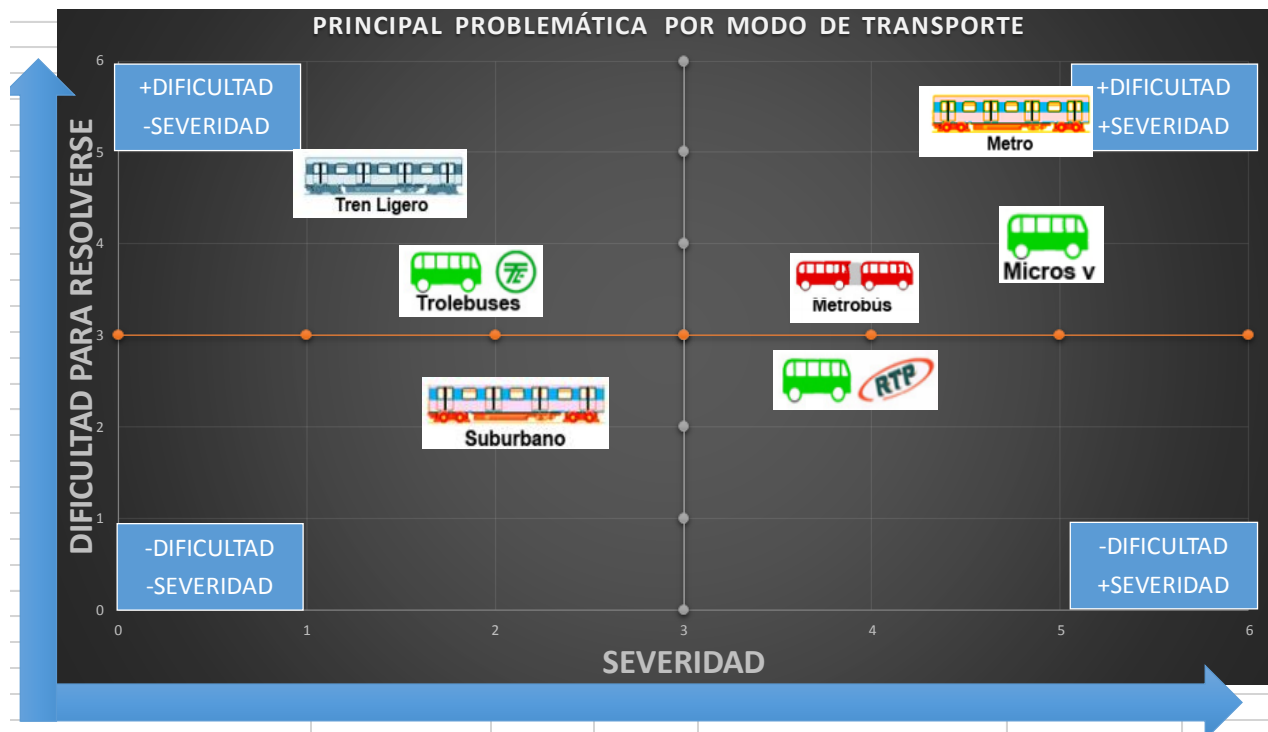 PRINCIPAL PROBLEMÁTICA POR MODO DE TRANSPORTE
DIFICULTAD PARA RESOLVERSE
6
5
4
3
2
1
0
+DIFICULTAD
-SEVERIDAD
+DIFICULTAD
+SEVERIDAD
Metro
Tren Ligero
Micros v
Trolebuses
Metrobús
RTP
Suburbano
-DIFICULTAD
-SEVERIDAD
-DIFICULTAD
+SEVERIDAD
0
1
2
3
4
5
6
SEVERIDAD